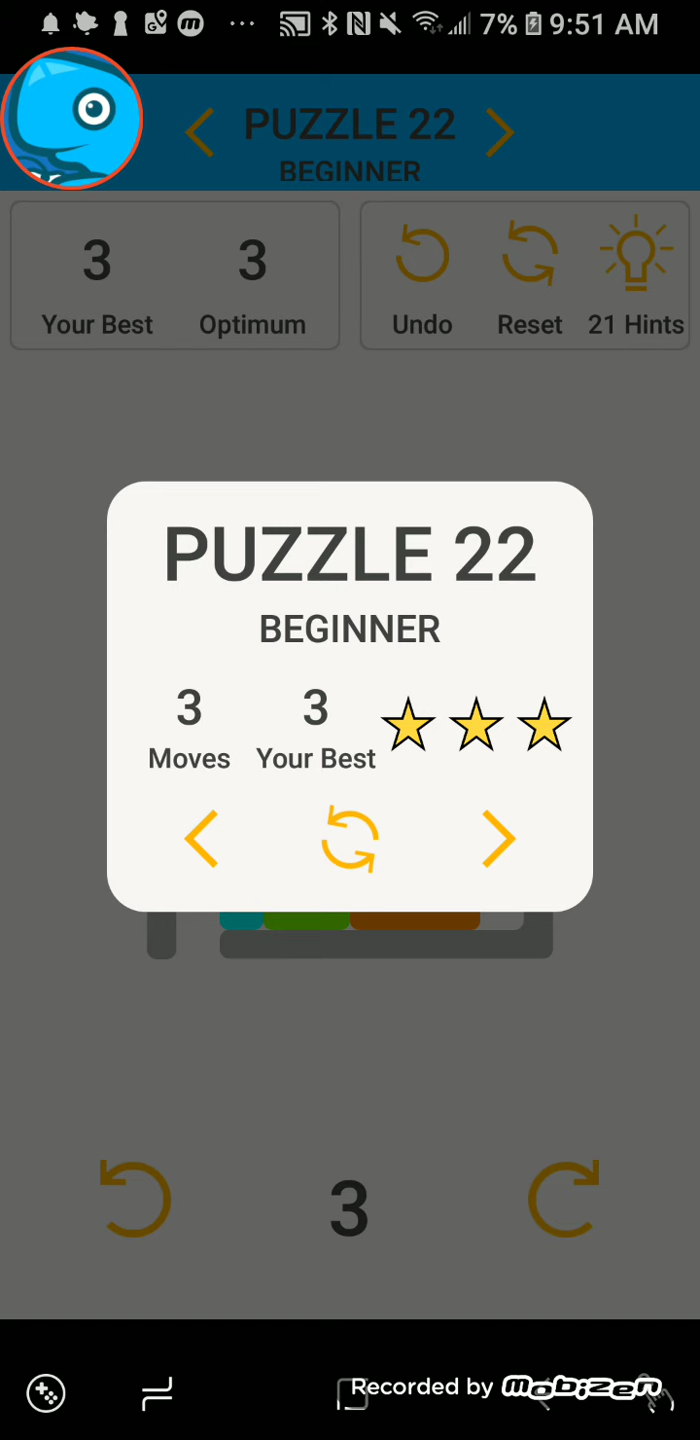 7% 9:51 AM
PUZZLE 22
BEGINNER
3 3
Your Best Optimum
Undo Reset 21 Hints
PUZZLE 22
BEGINNER
3 3
Moves Your Best
3
Recorded by Mobizen